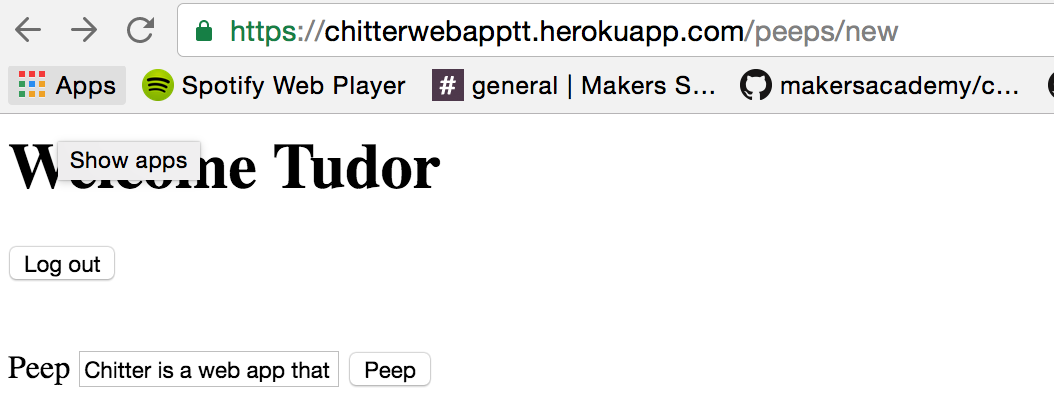 https://chitterwebapptt.herokuapp.com/peeps/new
Apps Spotify Web Player # general | Makers S... makersacademy/c...
Show apps
Welcome Tudor
Log out
Peep Chitter is a web app that Peep